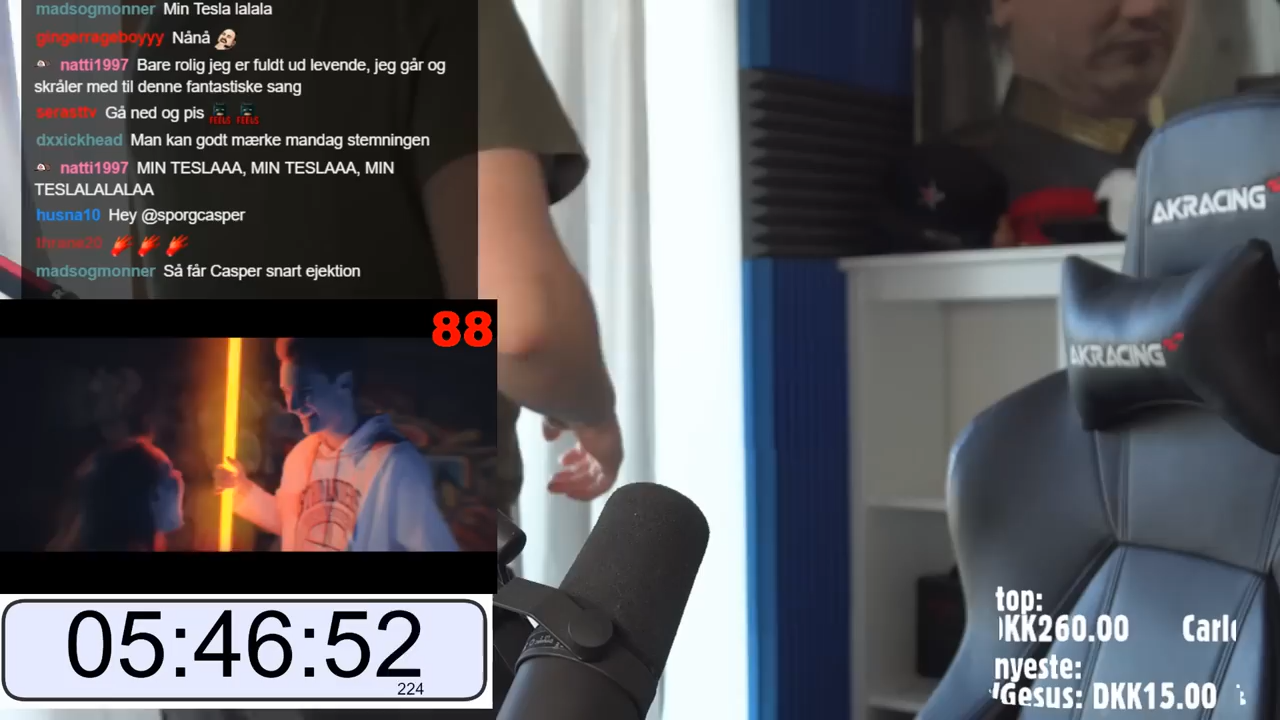 madsogmonner Min Tesla lalala
gingerrageboyyy Nånå
natti1997 Bare rolig jeg er fuldt ud levende, jeg går og
skråler med til denne fantastiske sang
serasttv Gå ned og pis
dxxickhead Man kan godt mærke mandag stemningen
natti1997 MIN TESLAAA, MIN TESLAAA, MIN
TESLALALALAA
husna10 Hey @sporgcasper
madsogmonner Så får Casper snart ejektion
88
AKRACING
AKRACING
05:46:52
224
top:
KK260.00 Carl
nyeste:
Gesus: DKK15.00